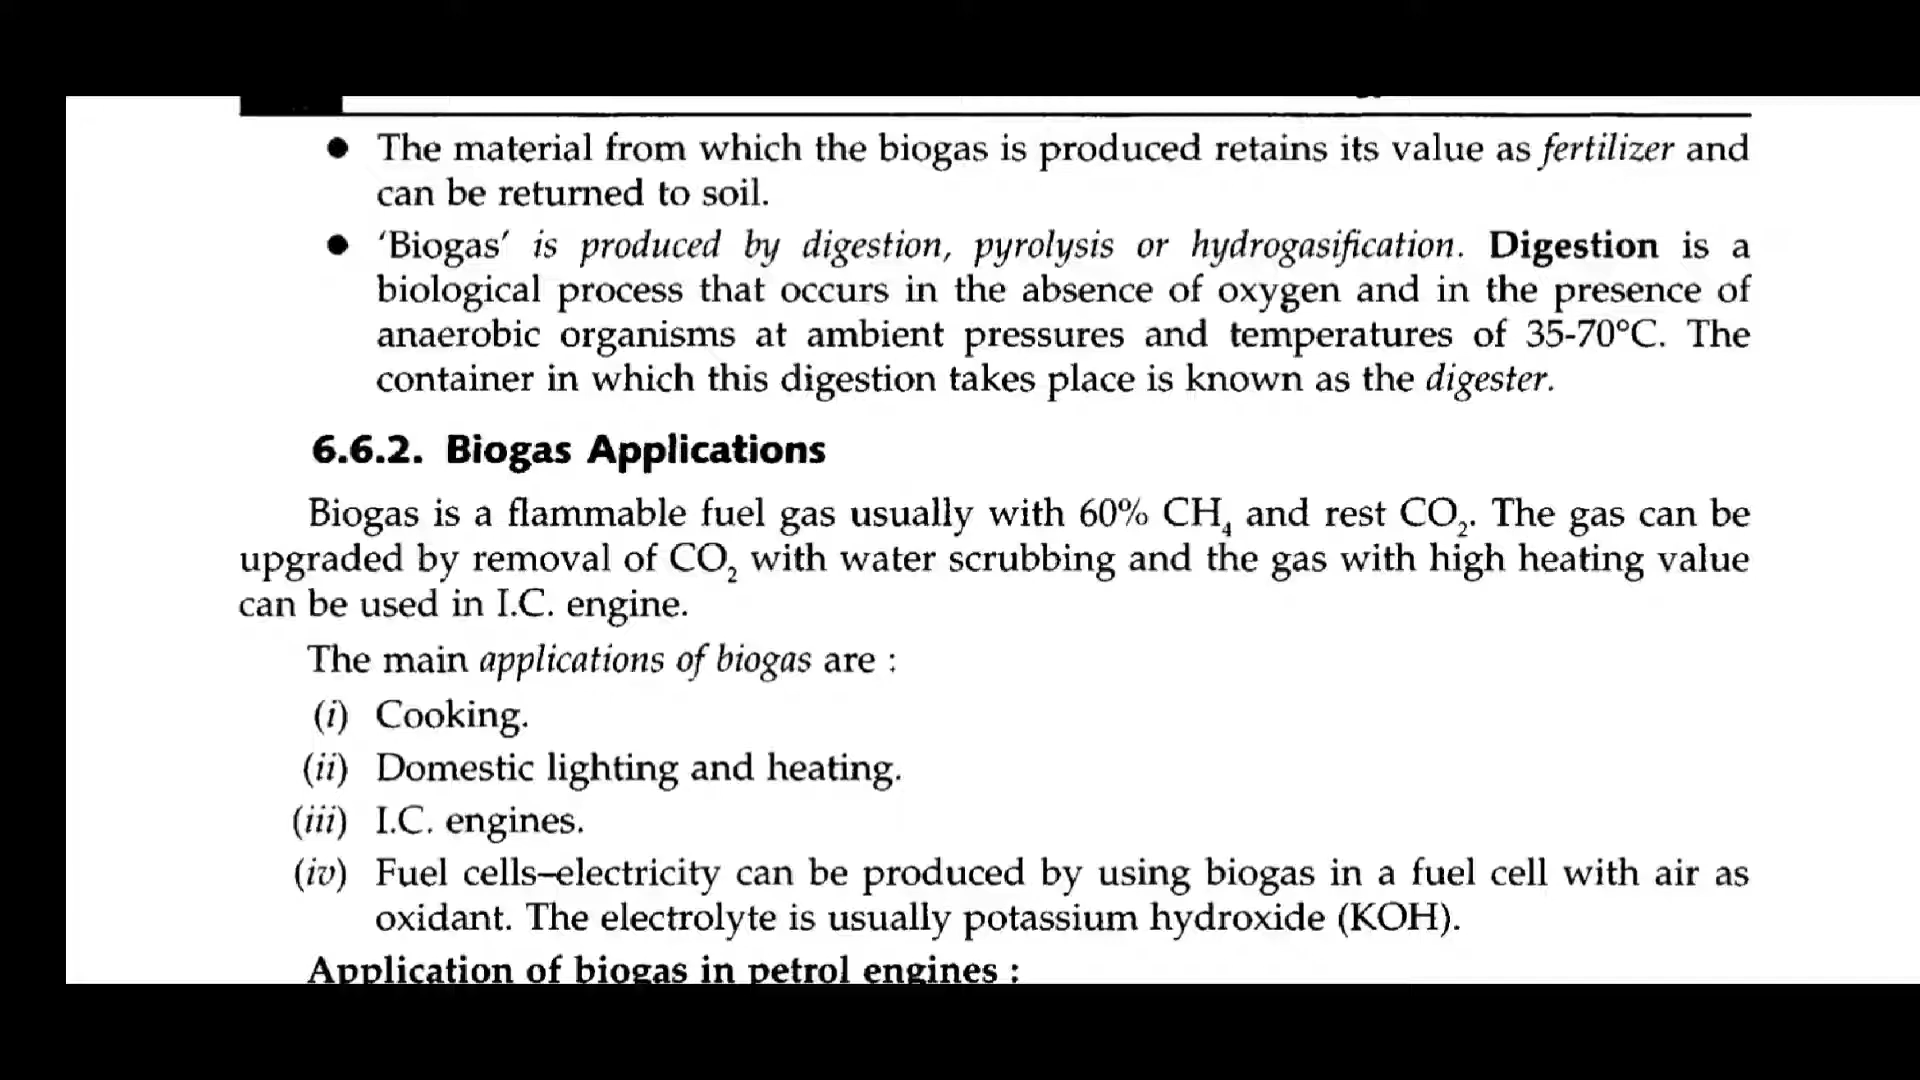 ● The material from which the biogas is produced retains its value as fertilizer and
can be returned to soil.
● ‘Biogas’ is produced by digestion, pyrolysis or hydrogasification. Digestion is a
biological process that occurs in the absence of oxygen and in the presence of
anaerobic organisms at ambient pressures and temperatures of 35-70°C. The
container in which this digestion takes place is known as the digester.
6.6.2. Biogas Applications
Biogas is a flammable fuel gas usually with 60% CH₄ and rest CO₂. The gas can be
upgraded by removal of CO₂ with water scrubbing and the gas with high heating value
can be used in I.C. engine.
The main applications of biogas are :
(i) Cooking.
(ii) Domestic lighting and heating.
(iii) I.C. engines.
(iv) Fuel cells–electricity can be produced by using biogas in a fuel cell with air as
oxidant. The electrolyte is usually potassium hydroxide (KOH).
Application of biogas in petrol engines :